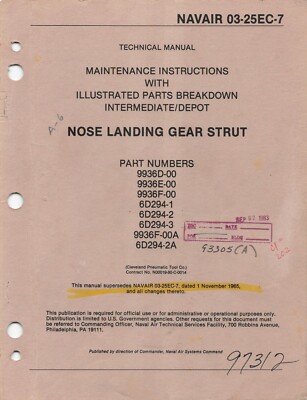 NAVAIR 03-25EC-7
TECHNICAL MANUAL
MAINTENANCE INSTRUCTIONS
WITH
ILLUSTRATED PARTS BREAKDOWN
INTERMEDIATE/DEPOT
A-6
NOSE LANDING GEAR STRUT
PART NUMBERS
9936D-00
9936E-00
9936F-00
6D294-1
6D294-2
6D294-3
9936F-00A
6D294-2A
DATE
93305(A)
(Cleveland Pneumatic Tool Co.)
This manual supersedes NAVAIR 03-25EC-7, dated 1 November 1965,
and all changes thereto.
This publication is required for official use or for administrative or operational purposes only.
Distribution is limited to U.S. Government agencies. Other requests for this document must
be referred to Commanding Officer, Naval Air Technical Services Facility, 700 Robbins Avenue,
Philadelphia, PA 19111.
Published by direction of Commander, Naval Air Systems Command
97312